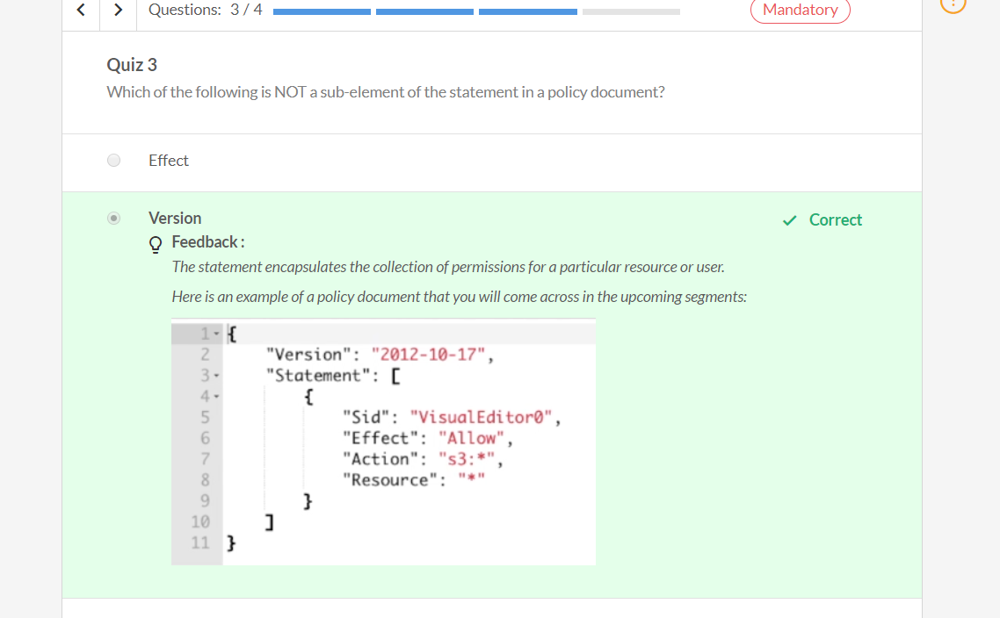 Questions: 3 / 4
Mandatory
Quiz 3
Which of the following is NOT a sub-element of the statement in a policy document?
Effect
Version
Correct
Feedback :
The statement encapsulates the collection of permissions for a particular resource or user.
Here is an example of a policy document that you will come across in the upcoming segments:
1 {
2 "Version": "2012-10-17",
3 "Statement": [
4 {
5 "Sid": "VisualEditor0",
6 "Effect": "Allow",
7 "Action": "s3:*",
8 "Resource": "*"
9 }
10 ]
11 }